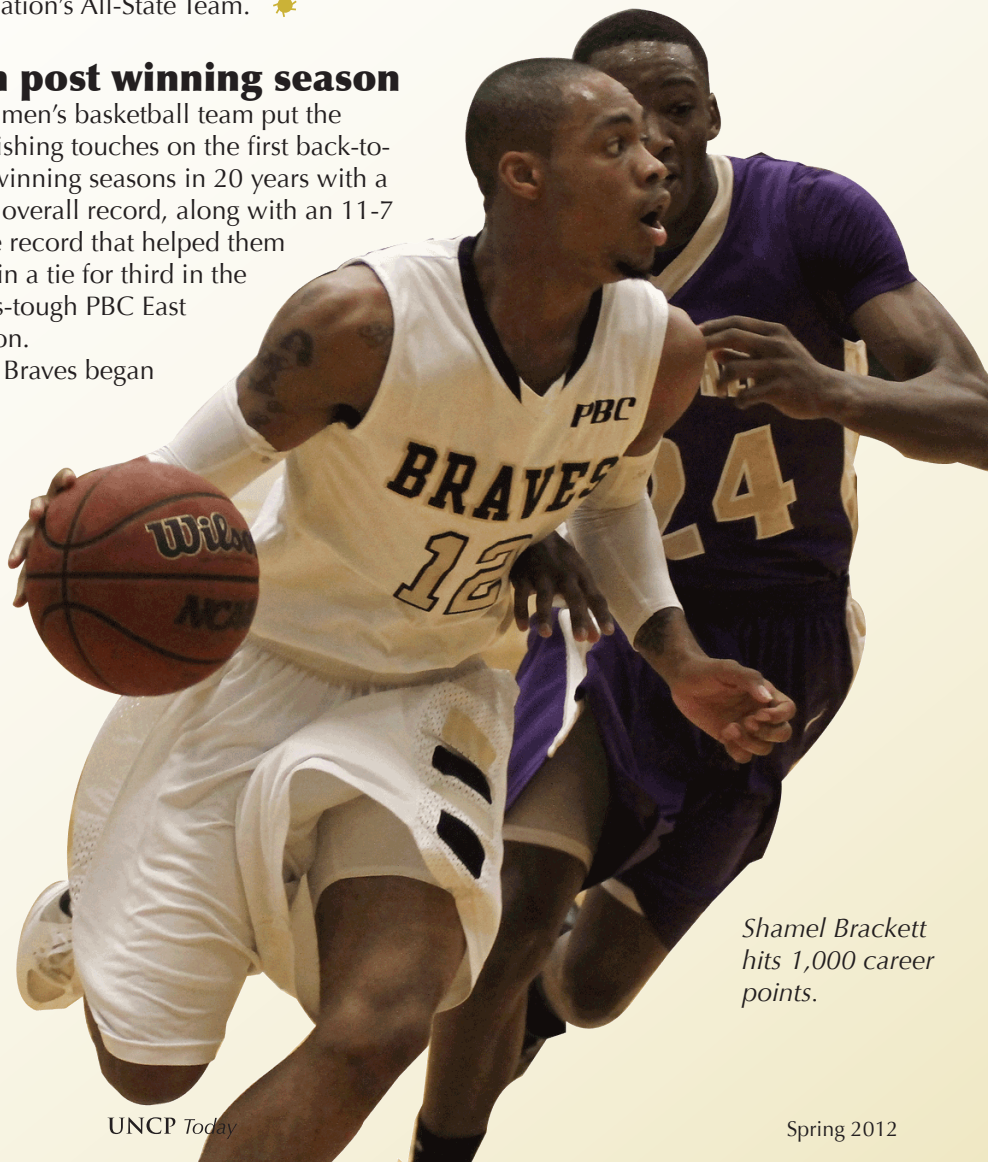 ation's All-State Team.
n post winning season
men's basketball team put the
ishing touches on the first back-to-
winning seasons in 20 years with a
overall record, along with an 11-7
e record that helped them
in a tie for third in the
s-tough PBC East
on.
Braves began
PBC
BRAVES
12
24
Wilso
NCAA
Shamel Brackett
hits 1,000 career
points.
UNCP Today
Spring 2012